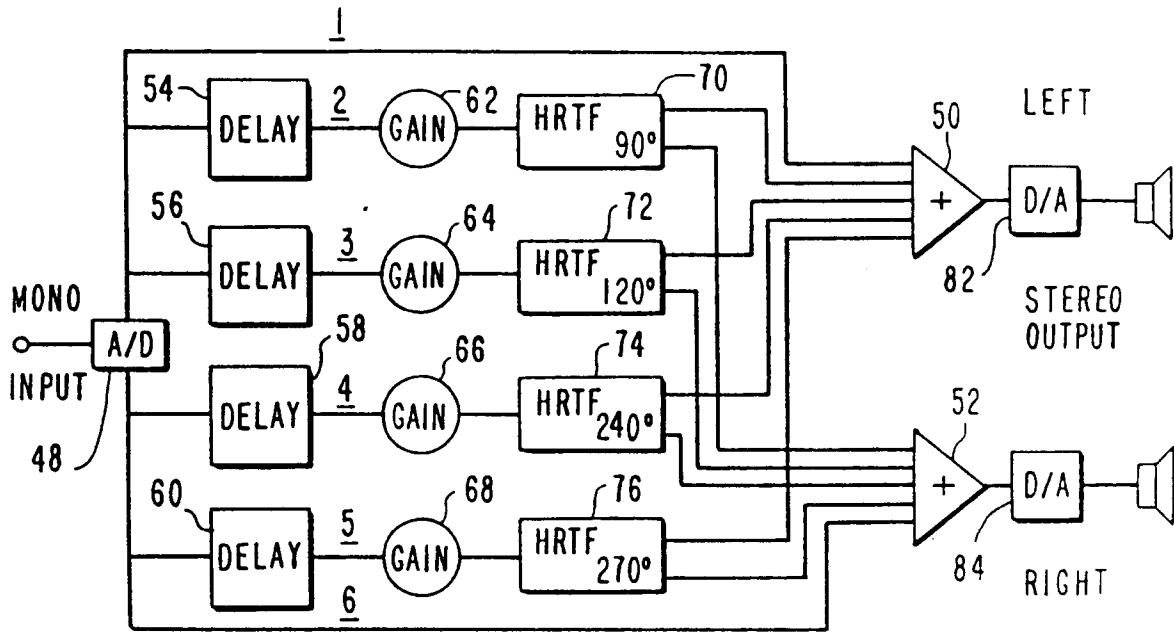 1
54
DELAY
2
GAIN
62
HRTF
90°
70
50
LEFT
+
D/A
82
56
DELAY
3
GAIN
64
HRTF
120°
72
MONO
INPUT
A/D
48
STEREO
OUTPUT
58
DELAY
4
GAIN
66
HRTF
240°
74
52
+
D/A
84
RIGHT
60
DELAY
5
GAIN
68
HRTF
270°
76
6